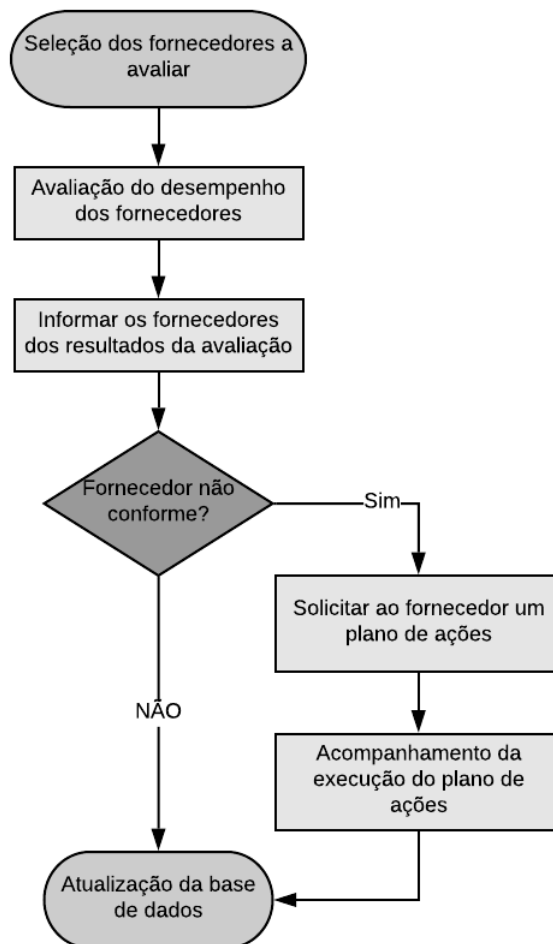 Seleção dos fornecedores a
avaliar
Avaliação do desempenho
dos fornecedores
Informar os fornecedores
dos resultados da avaliação
Fornecedor não
conforme?
Sim
Solicitar ao fornecedor um
plano de ações
NÃO
Acompanhamento da
execução do plano de
ações
Atualização da base
de dados